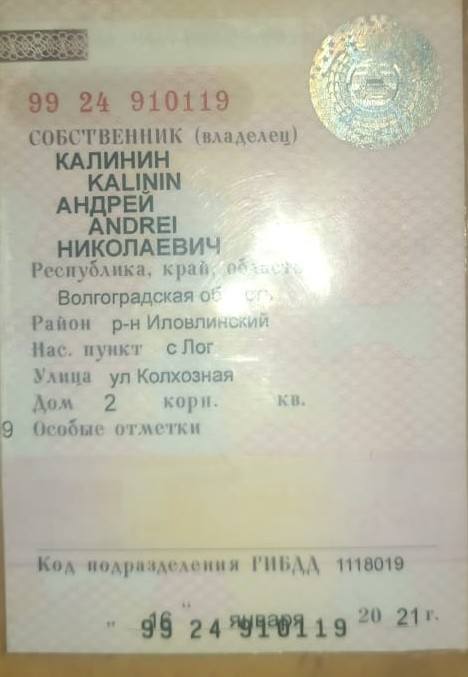 99 24 910119
СОБСТВЕННИК (владелец)
КАЛИНИН
KALININ
АНДРЕЙ
ANDREI
НИКОЛАЕВИЧ
Республика, край, область
Волгоградская область
Район р-н Иловлинский
Нас. пункт с Лог
Улица ул Колхозная
Дом 2 корп. кв.
9 Особые отметки
Код подразделения ГИБДД 1118019
" 16 " января 20 21 г.
99 24 910119